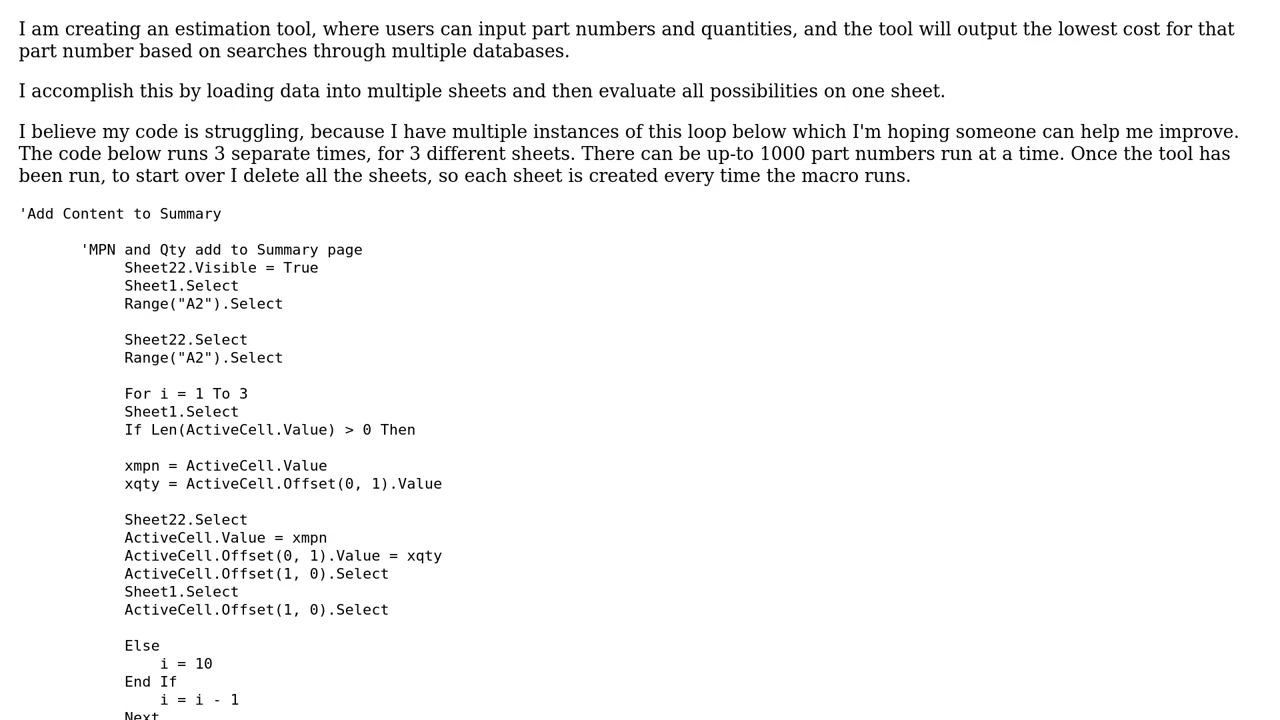 I am creating an estimation tool, where users can input part numbers and quantities, and the tool will output the lowest cost for that
part number based on searches through multiple databases.
I accomplish this by loading data into multiple sheets and then evaluate all possibilities on one sheet.
I believe my code is struggling, because I have multiple instances of this loop below which I'm hoping someone can help me improve.
The code below runs 3 separate times, for 3 different sheets. There can be up-to 1000 part numbers run at a time. Once the tool has
been run, to start over I delete all the sheets, so each sheet is created every time the macro runs.
'Add Content to Summary
'MPN and Qty add to Summary page
Sheet22.Visible = True
Sheet1.Select
Range("A2").Select
Sheet22.Select
Range("A2").Select
For i = 1 To 3
Sheet1.Select
If Len(ActiveCell.Value) > 0 Then
xmpn = ActiveCell.Value
xqty = ActiveCell.Offset(0, 1).Value
Sheet22.Select
ActiveCell.Value = xmpn
ActiveCell.Offset(0, 1).Value = xqty
ActiveCell.Offset(1, 0).Select
Sheet1.Select
ActiveCell.Offset(1, 0).Select
Else
i = 10
End If
i = i - 1
Next